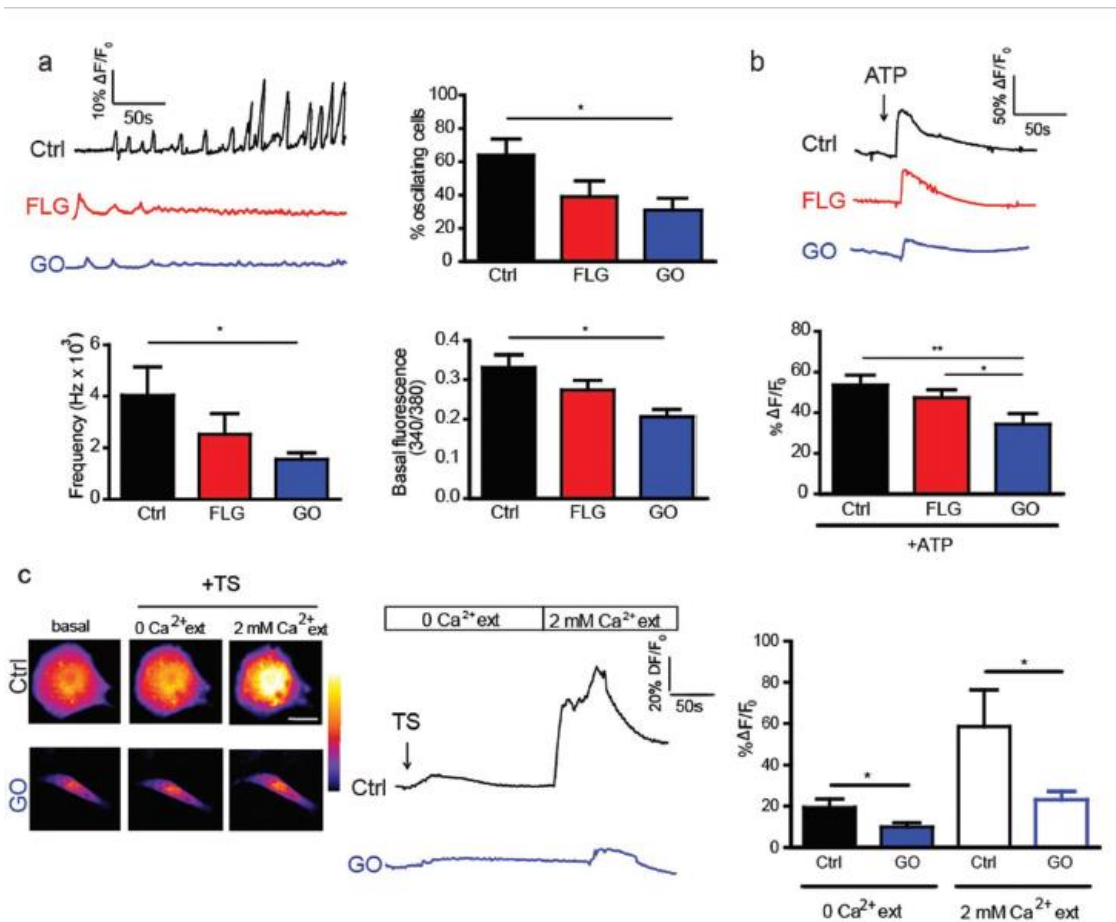 a
10% ΔF/F0
50s
Ctrl
FLG
GO
% oscillating cells
100
80
60
40
20
0
*
Ctrl FLG GO
b
ATP
50% ΔF/F0
50s
Ctrl
FLG
GO
Frequency (Hz x 10³)
6
4
2
0
*
Ctrl FLG GO
Basal fluorescence
(340/380)
0.4
0.3
0.2
0.1
0.0
*
Ctrl FLG GO
% ΔF/F0
80
60
40
20
0
**
*
Ctrl FLG GO
+ATP
c
+TS
basal 0 Ca²⁺ext 2 mM Ca²⁺ext
Ctrl
GO
0 Ca²⁺ext 2 mM Ca²⁺ext
20% DF/F0
50s
TS
Ctrl
GO
%ΔF/F0
100
80
60
40
20
0
*
*
Ctrl GO Ctrl GO
0 Ca²⁺ext 2 mM Ca²⁺ext